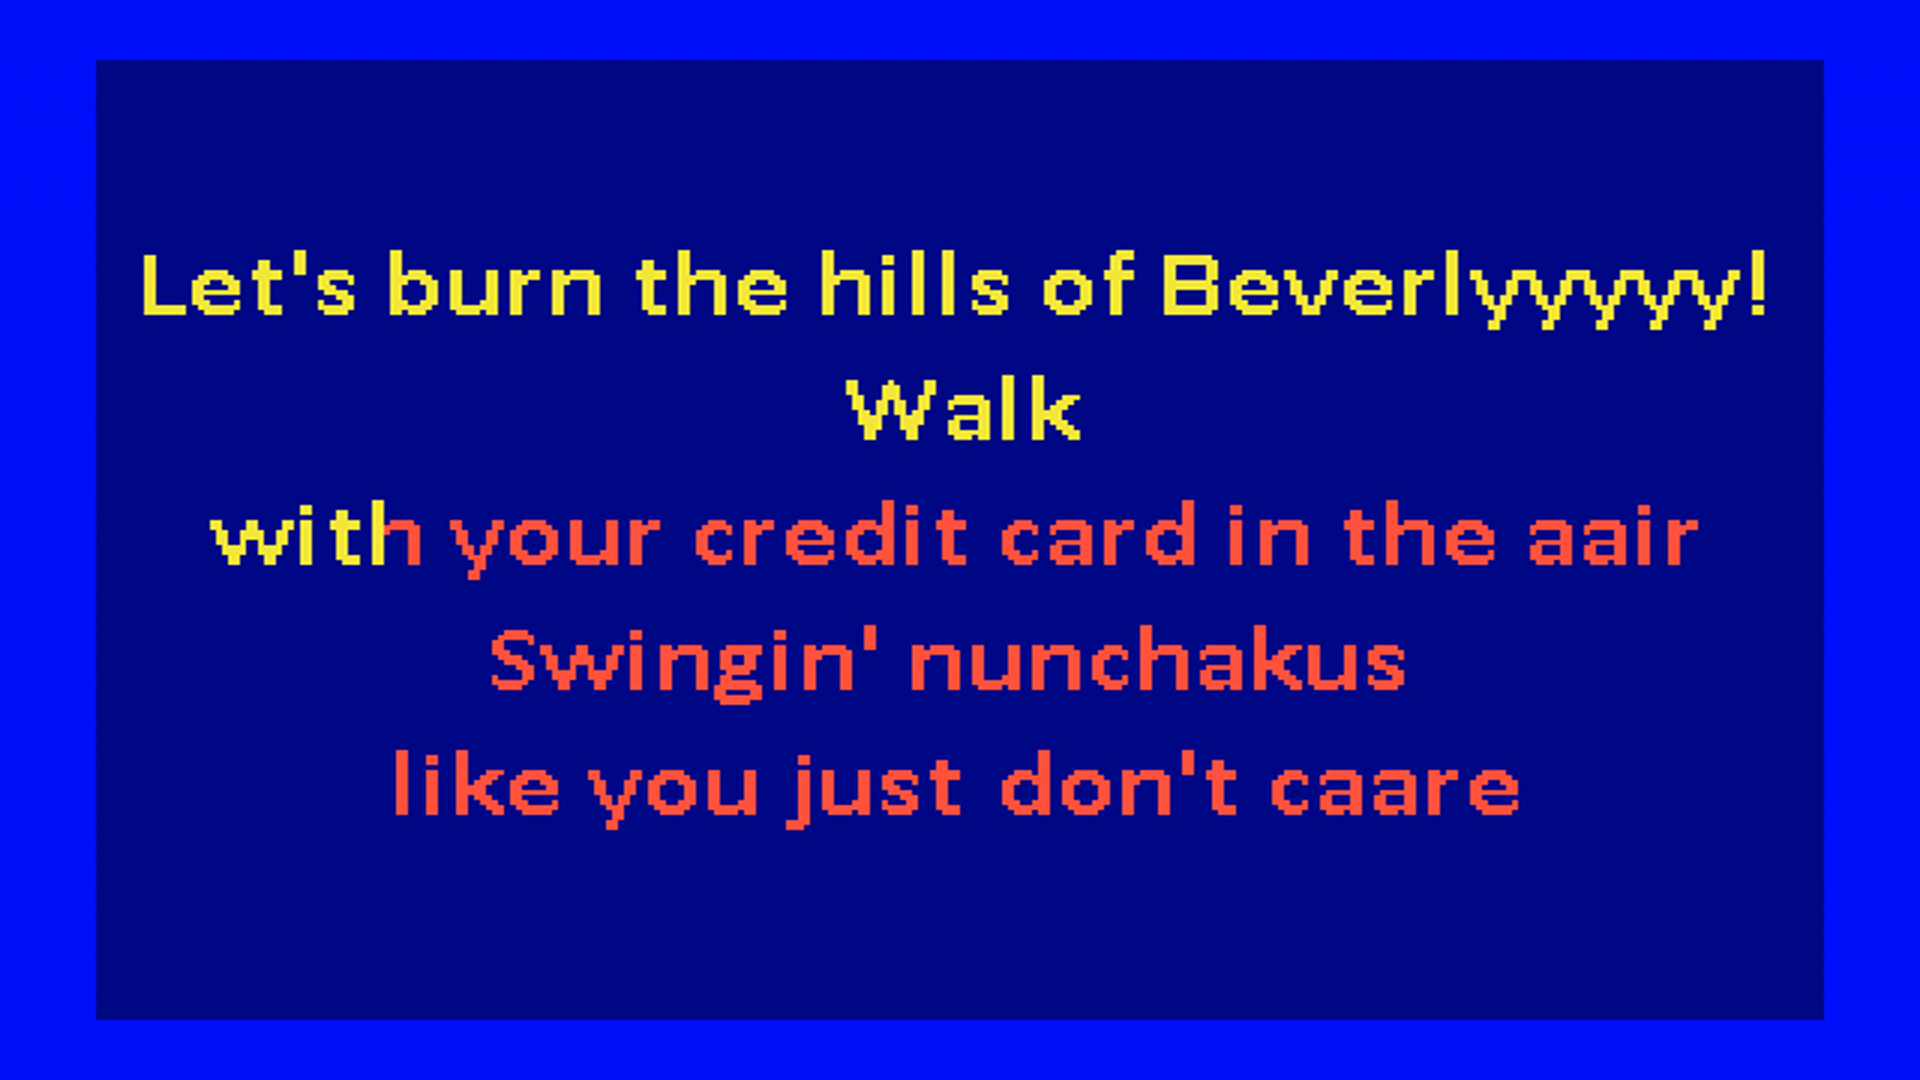 Let's burn the hills of Beverlyyyyy!
Walk
with your credit card in the aair
Swingin' nunchakus
like you just don't caare